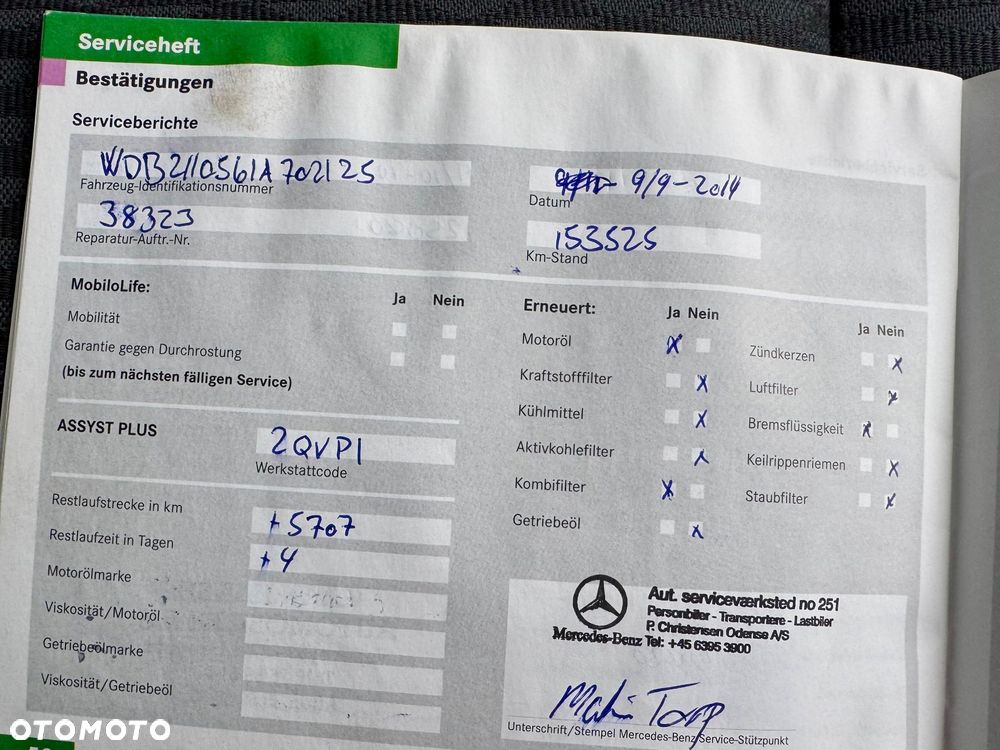 Serviceheft
Bestätigungen
Serviceberichte
WDB2110561A702125
Fahrzeug-Identifikationsnummer
9/9-2014
Datum
38323
Reparatur-Auftr.-Nr.
153525
Km-Stand
MobiloLife:
Ja Nein
Mobilität
Garantie gegen Durchrostung
(bis zum nächsten fälligen Service)
ASSYST PLUS
2QVP1
Werkstattcode
Restlaufstrecke in km
+5707
Restlaufzeit in Tagen
+4
Motorölmarke
Viskosität/Motoröl
Getriebeölmarke
Viskosität/Getriebeöl
Erneuert:
Ja Nein
Motoröl X
Kraftstofffilter X
Kühlmittel X
Aktivkohlefilter X
Kombifilter X
Getriebeöl X
Ja Nein
Zündkerzen X
Luftfilter X
Bremsflüssigkeit X
Keilrippenriemen X
Staubfilter X
Aut. serviceværksted no 251
Personbiler - Transportere - Lastbiler
P. Christensen Odense A/S
Mercedes-Benz Tel: +45 6395 3900
Unterschrift/Stempel Mercedes-Benz Service-Stützpunkt
OTOMOTO